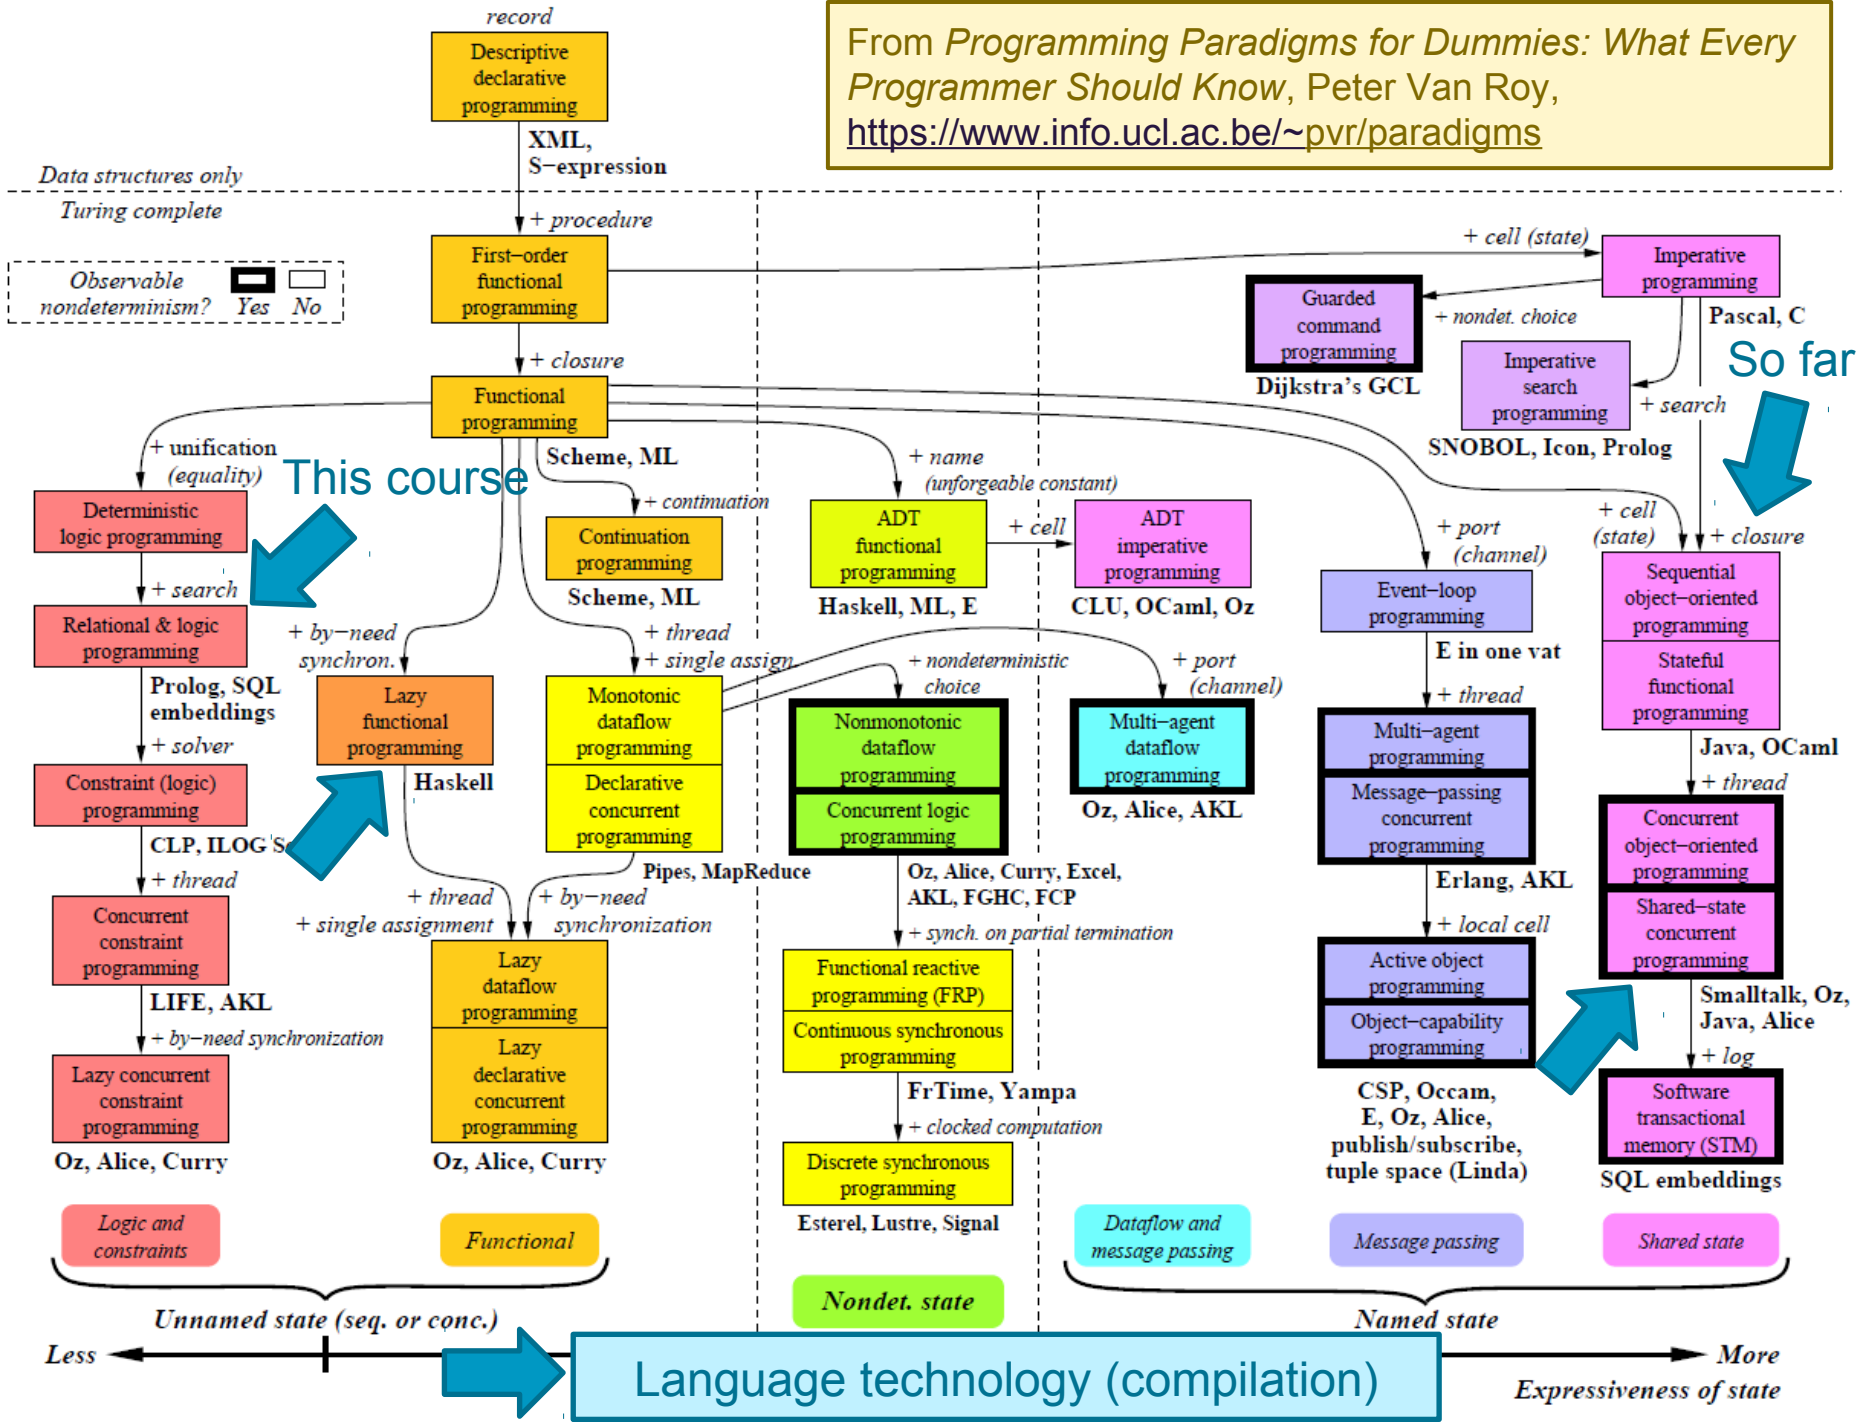 record
Descriptive
declarative
programming
XML,
S−expression
From Programming Paradigms for Dummies: What Every
Programmer Should Know, Peter Van Roy,
https://www.info.ucl.ac.be/~pvr/paradigms
Data structures only
Turing complete
+ procedure
Observable
nondeterminism? Yes No
First−order
functional
programming
+ cell (state)
Imperative
programming
Pascal, C
Guarded
command
programming
+ nondet. choice
Dijkstra's GCL
Imperative
search
programming
+ search
SNOBOL, Icon, Prolog
So far
+ closure
Functional
programming
Scheme, ML
+ unification
(equality)
This course
Deterministic
logic programming
+ search
Relational & logic
programming
Prolog, SQL
embeddings
+ solver
Constraint (logic)
programming
CLP, ILOG S
+ thread
Concurrent
constraint
programming
LIFE, AKL
+ by−need synchronization
Lazy concurrent
constraint
programming
Oz, Alice, Curry
+ continuation
Continuation
programming
Scheme, ML
+ by−need
synchron.
Lazy
functional
programming
Haskell
+ thread
+ single assign.
Monotonic
dataflow
programming
Declarative
concurrent
programming
Pipes, MapReduce
+ thread
+ single assignment
+ by−need
synchronization
Lazy
dataflow
programming
Lazy
declarative
concurrent
programming
Oz, Alice, Curry
+ name
(unforgeable constant)
ADT
functional
programming
Haskell, ML, E
+ cell
ADT
imperative
programming
CLU, OCaml, Oz
+ nondeterministic
choice
Nonmonotonic
dataflow
programming
Concurrent logic
programming
Oz, Alice, Curry, Excel,
AKL, FGHC, FCP
+ synch. on partial termination
Functional reactive
programming (FRP)
Continuous synchronous
programming
FrTime, Yampa
+ clocked computation
Discrete synchronous
programming
Esterel, Lustre, Signal
+ port
(channel)
Multi−agent
dataflow
programming
Oz, Alice, AKL
+ port
(channel)
Event−loop
programming
E in one vat
+ thread
Multi−agent
programming
Message−passing
concurrent
programming
Erlang, AKL
+ local cell
Active object
programming
Object−capability
programming
CSP, Occam,
E, Oz, Alice,
publish/subscribe,
tuple space (Linda)
+ cell
(state)
+ closure
Sequential
object−oriented
programming
Stateful
functional
programming
Java, OCaml
+ thread
Concurrent
object−oriented
programming
Shared−state
concurrent
programming
Smalltalk, Oz,
Java, Alice
+ log
Software
transactional
memory (STM)
SQL embeddings
Logic and
constraints
Functional
Dataflow and
message passing
Message passing
Shared state
Unnamed state (seq. or conc.)
Nondet. state
Named state
Less
Language technology (compilation)
More
Expressiveness of state